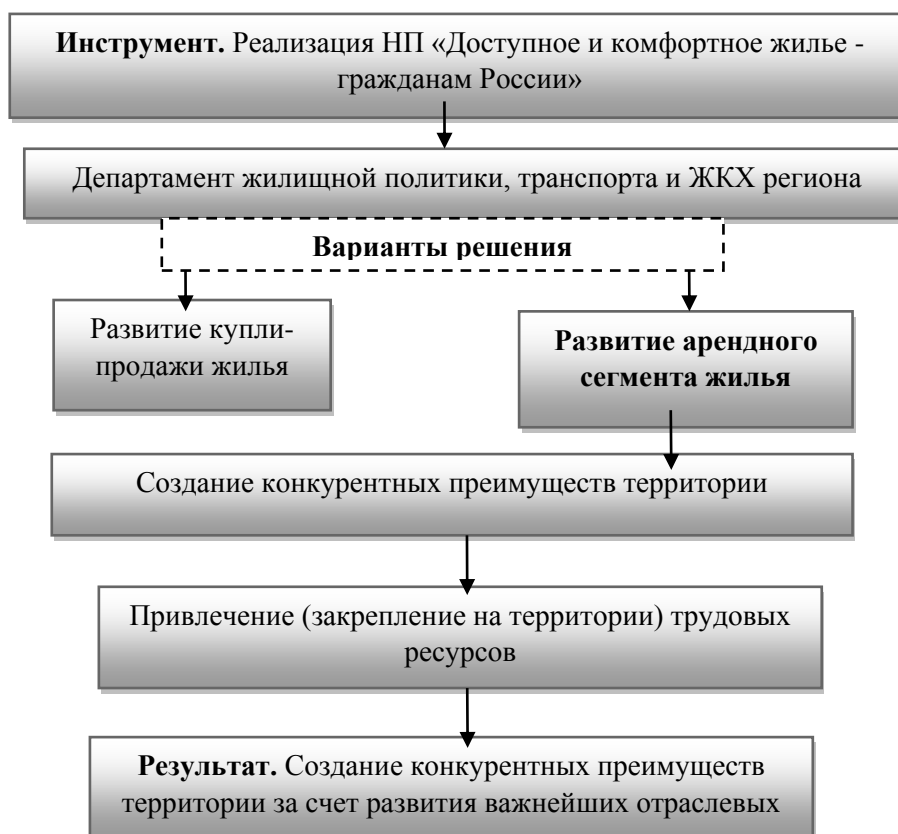 Инструмент. Реализация НП «Доступное и комфортное жилье -
гражданам России»
Департамент жилищной политики, транспорта и ЖКХ региона
Варианты решения
Развитие купли-
продажи жилья
Развитие арендного
сегмента жилья
Создание конкурентных преимуществ территории
Привлечение (закрепление на территории) трудовых
ресурсов
Результат. Создание конкурентных преимуществ
территории за счет развития важнейших отраслевых